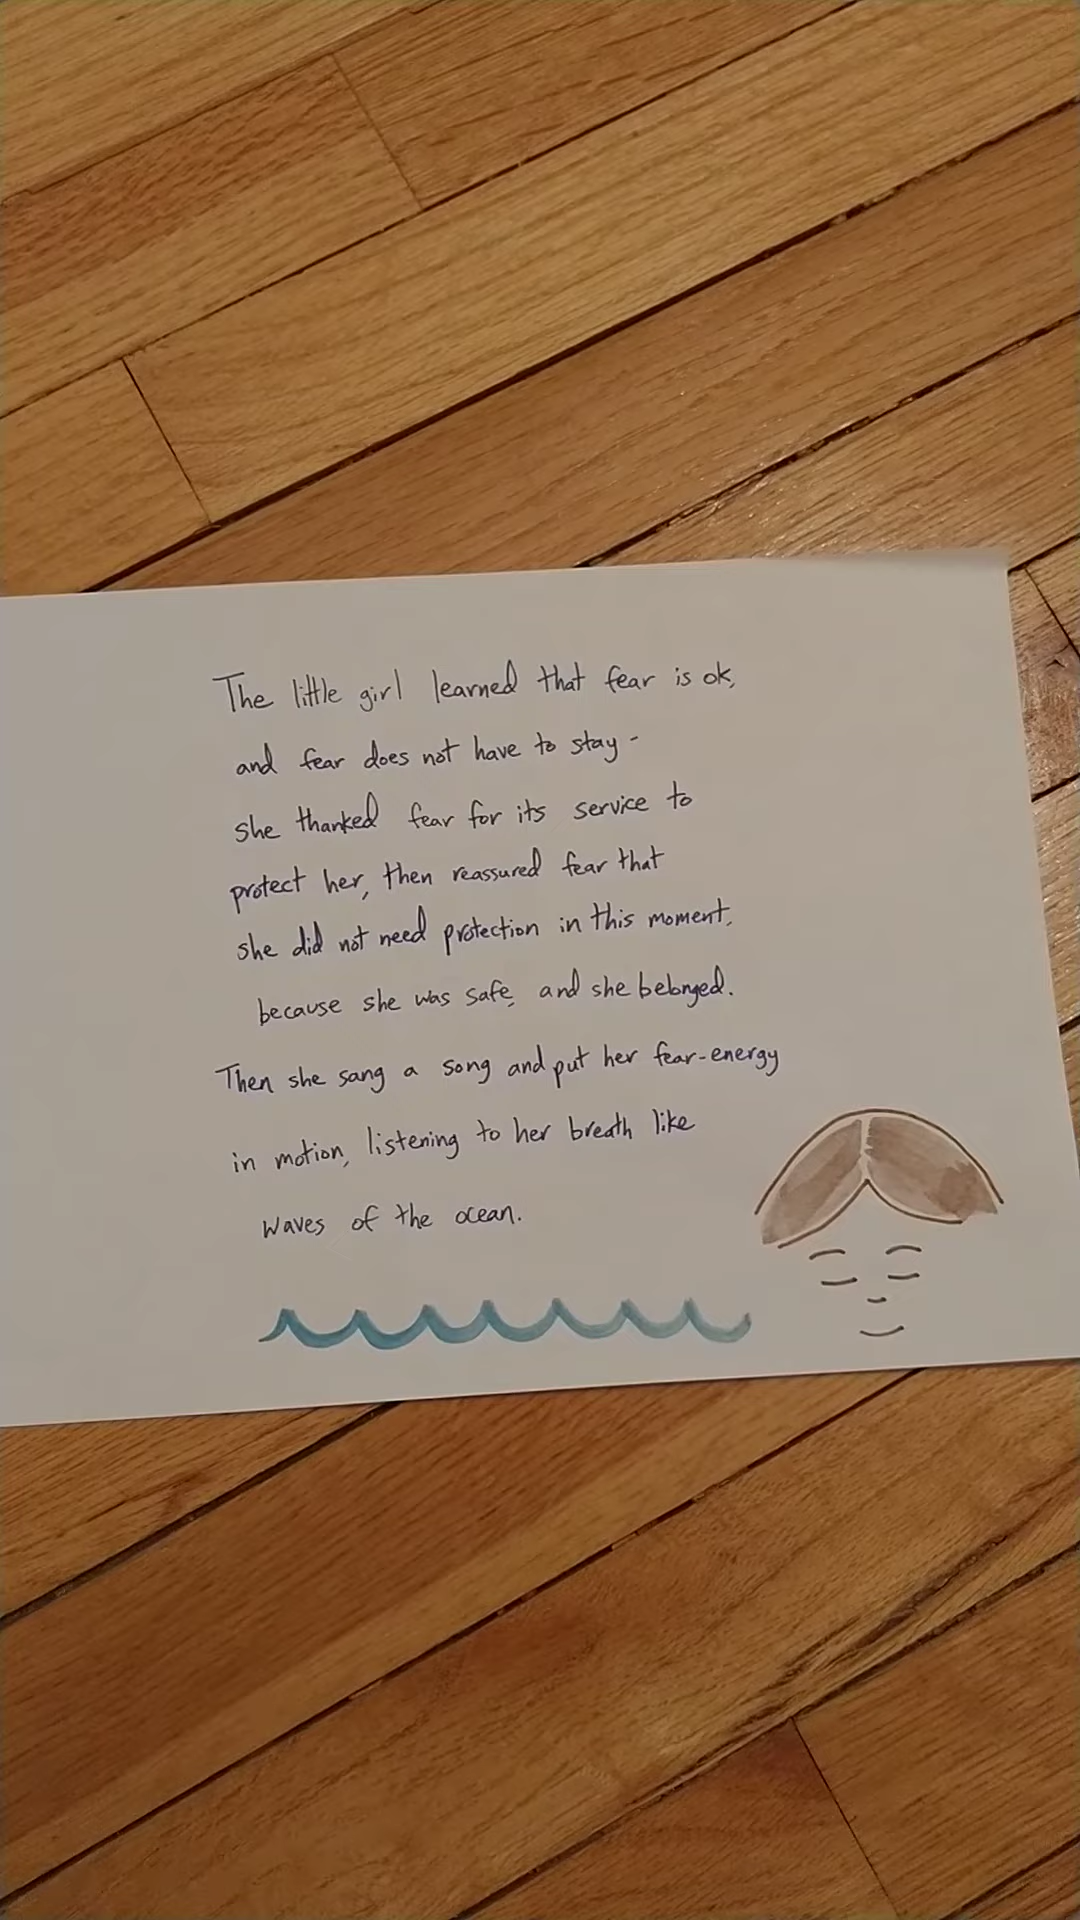 The little girl learned that fear is ok,
and fear does not have to stay -
she thanked fear for its service to
protect her, then reassured fear that
she did not need protection in this moment,
because she was safe, and she belonged.
Then she sang a song and put her fear-energy
in motion, listening to her breath like
waves of the ocean.